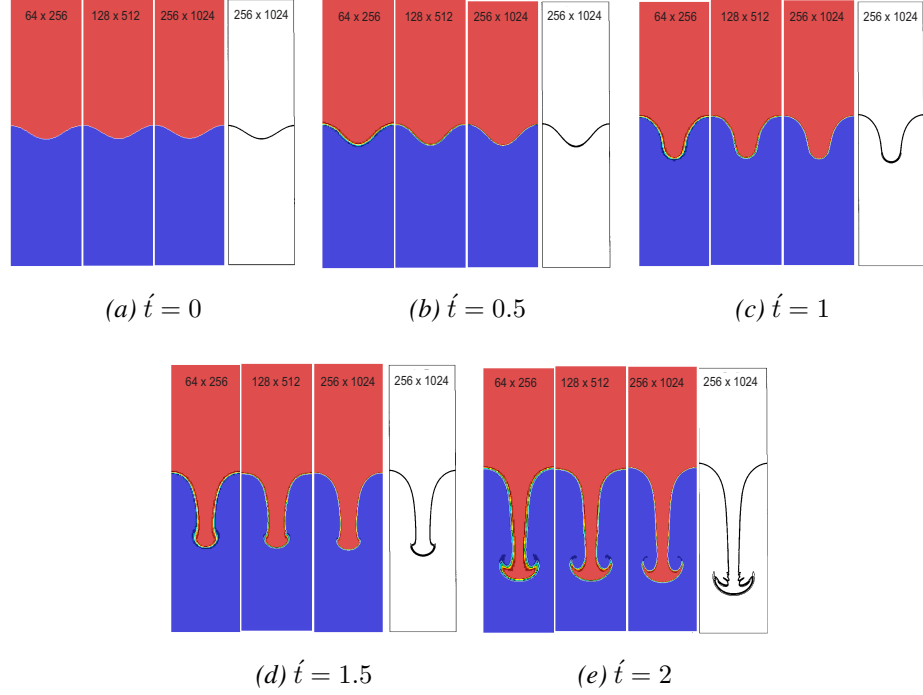 64 x 256 128 x 512 256 x 1024 256 x 1024
64 x 256 128 x 512 256 x 1024 256 x 1024
64 x 256 128 x 512 256 x 1024 256 x 1024
(a) t́ = 0
(b) t́ = 0.5
(c) t́ = 1
64 x 256 128 x 512 256 x 1024 256 x 1024
64 x 256 128 x 512 256 x 1024 256 x 1024
(d) t́ = 1.5
(e) t́ = 2